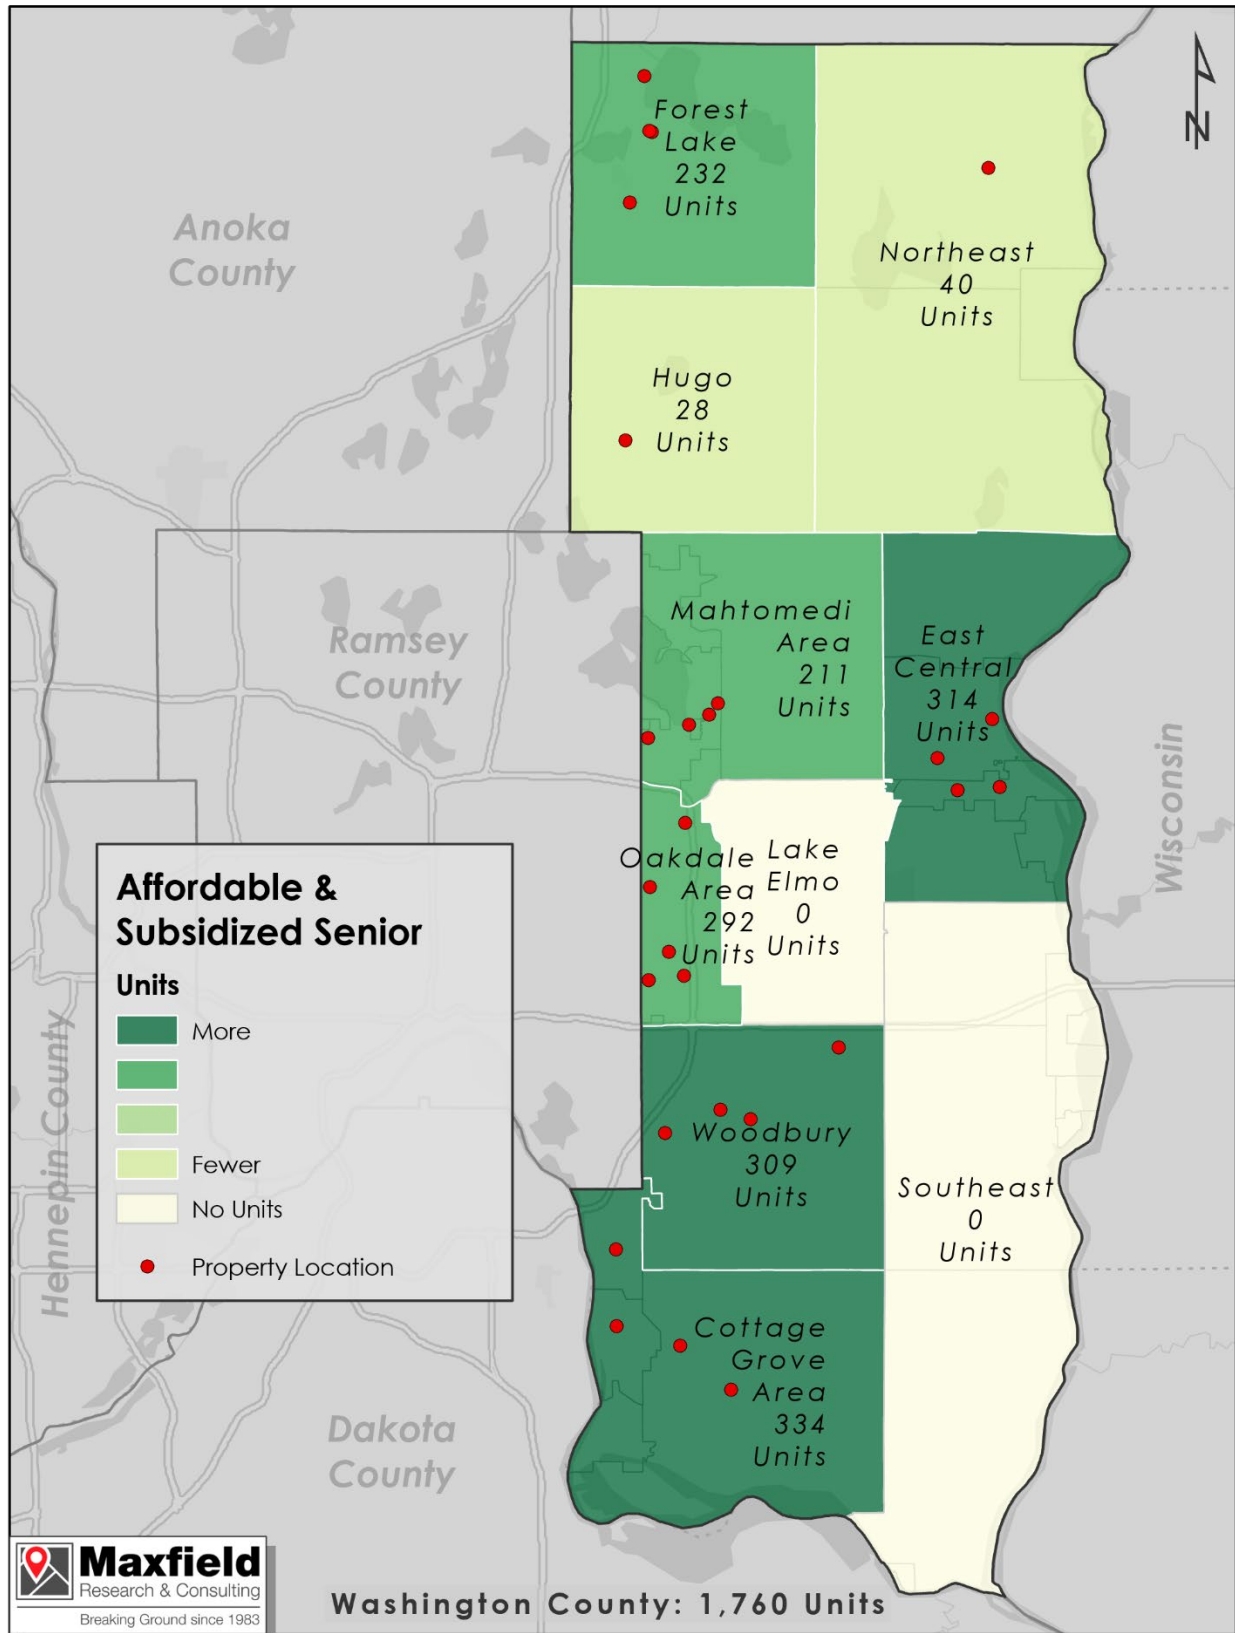 N
Forest
Lake
232
Units
Northeast
40
Units
Anoka
County
Hugo
28
Units
Mahtomedi
Area
211
Units
East
Central
314
Units
Ramsey
County
Wisconsin
Oakdale
Area
292
Units
Lake
Elmo
0
Units
Affordable &
Subsidized Senior
Units
More
Fewer
No Units
Property Location
Hennepin County
Woodbury
309
Units
Southeast
0
Units
Cottage
Grove
Area
334
Units
Dakota
County
Maxfield
Research & Consulting
Breaking Ground since 1983
Washington County: 1,760 Units